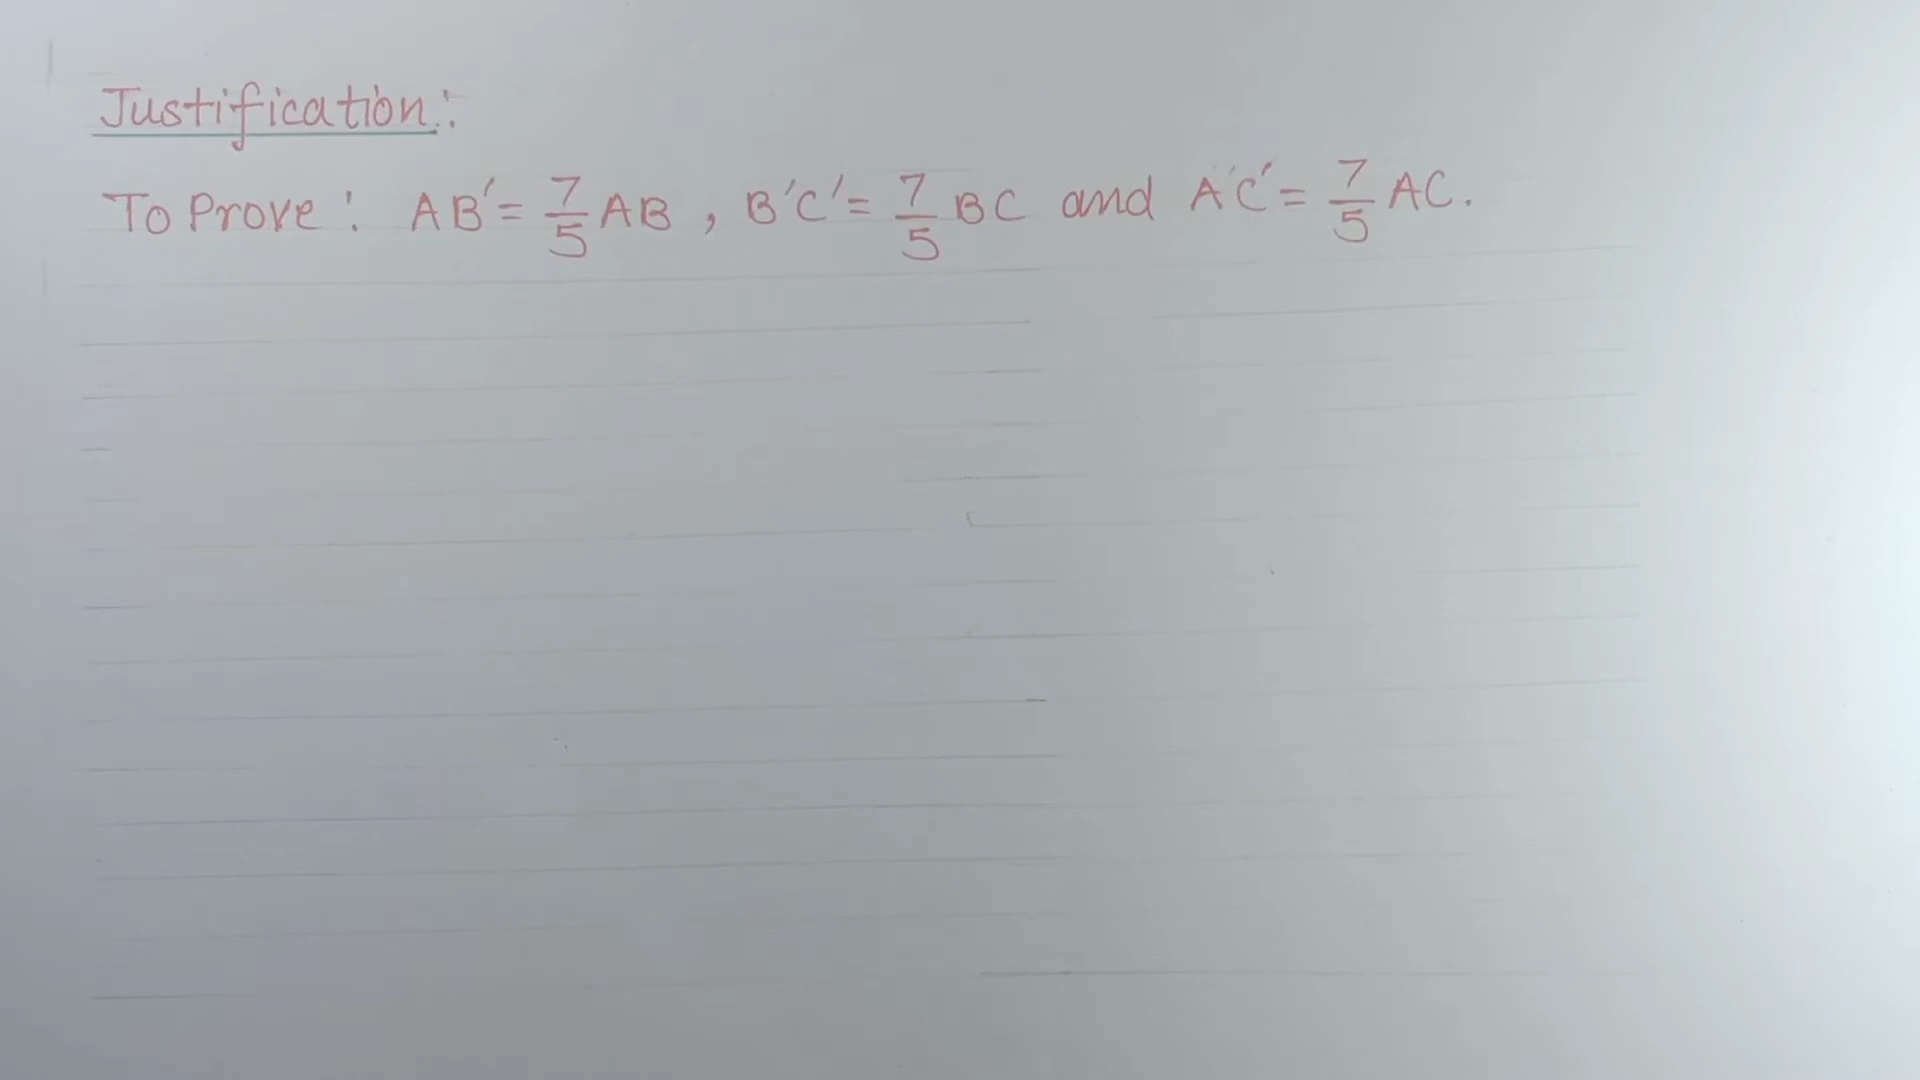 Justification:
To Prove: AB' = 7/5 AB, B'C' = 7/5 BC and A'C' = 7/5 AC.